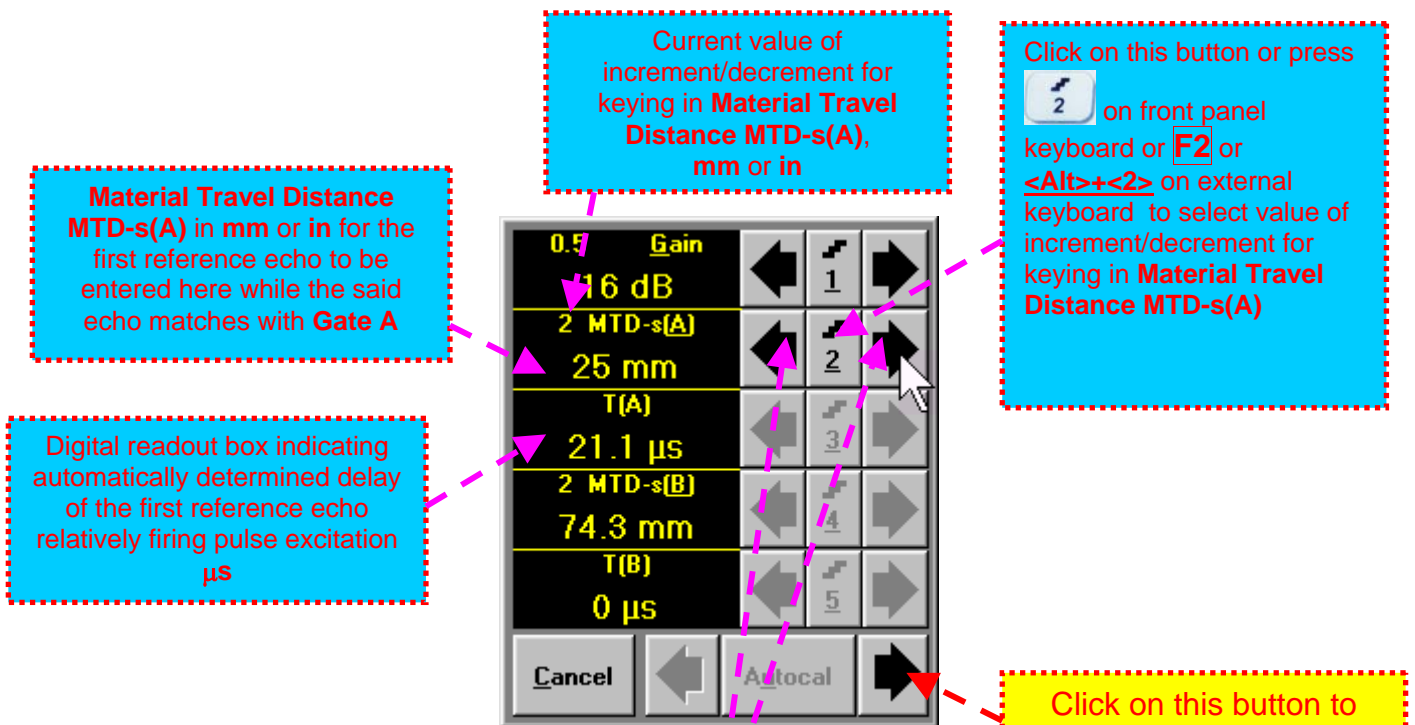 Current value of
increment/decrement for
keying in Material Travel
Distance MTD-s(A),
mm or in
Click on this button or press
2 on front panel
keyboard or F2 or
<Alt>+<2> on external
keyboard to select value of
increment/decrement for
keying in Material Travel
Distance MTD-s(A)
Material Travel Distance
MTD-s(A) in mm or in for the
first reference echo to be
entered here while the said
echo matches with Gate A
Digital readout box indicating
automatically determined delay
of the first reference echo
relatively firing pulse excitation
μs
0.5 Gain
16 dB
1
2 MTD-s(A)
25 mm
2
T(A)
21.1 μs
3
2 MTD-s(B)
74.3 mm
4
T(B)
0 μs
5
Cancel
Autocal
Click on this button to